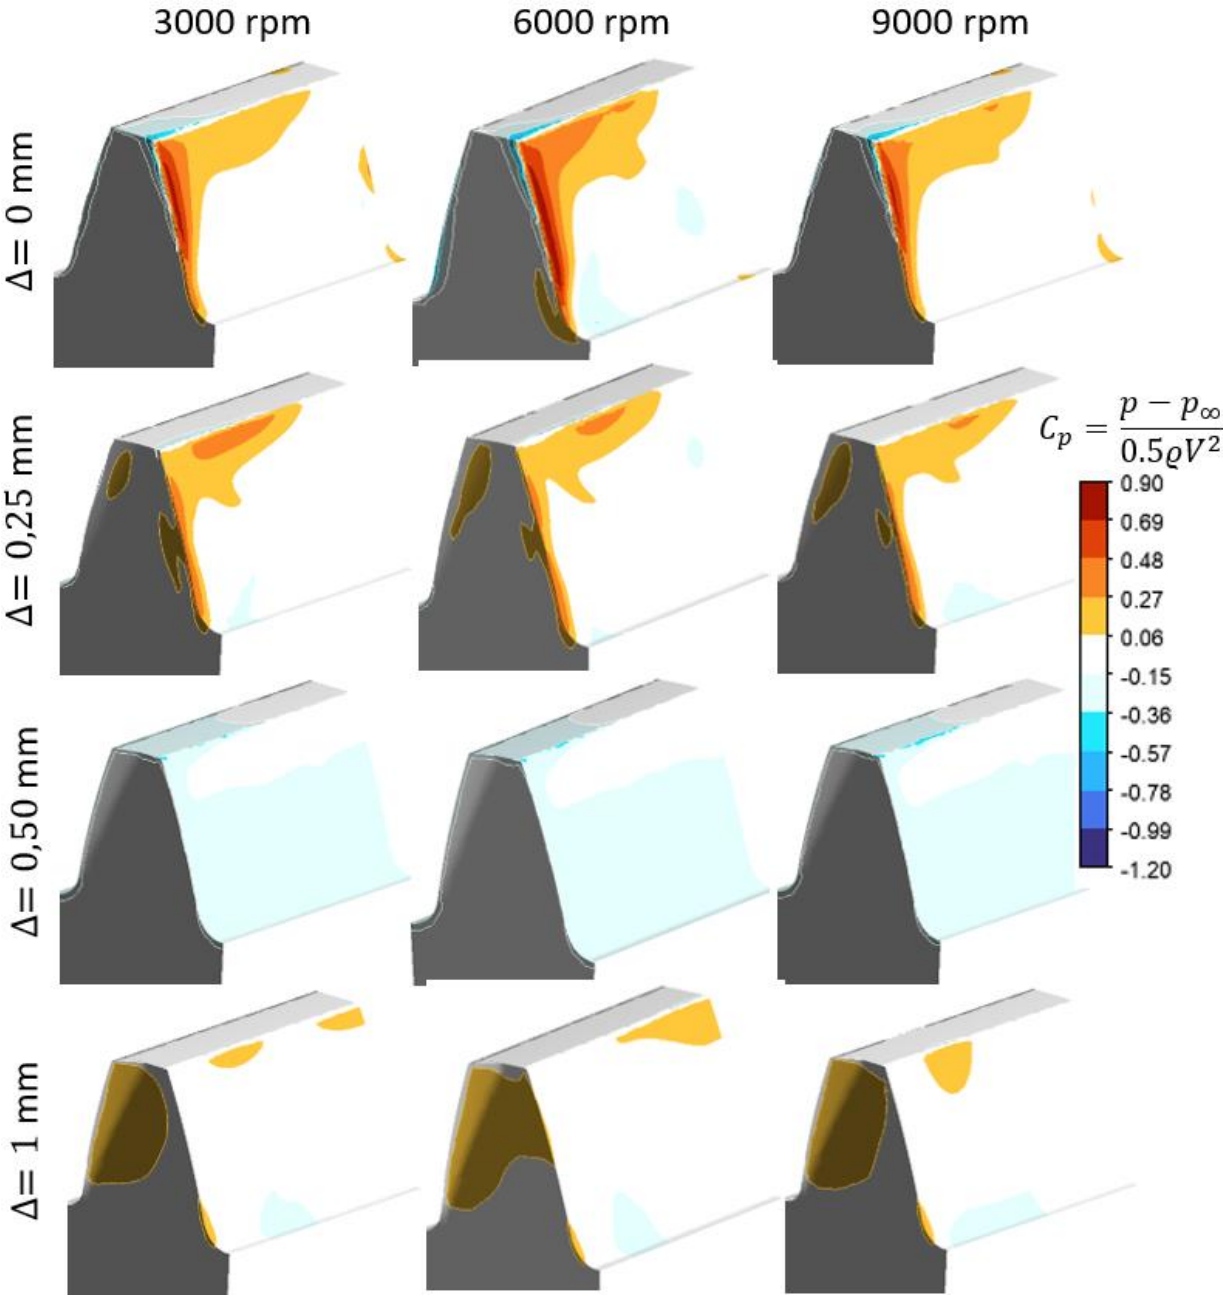 3000 rpm
6000 rpm
9000 rpm
Δ= 0 mm
Δ= 0,25 mm
Δ= 0,50 mm
Δ= 1 mm
C_p = \frac{p − p_∞}{0.5ϱV²}
0.90
0.69
0.48
0.27
0.06
-0.15
-0.36
-0.57
-0.78
-0.99
-1.20